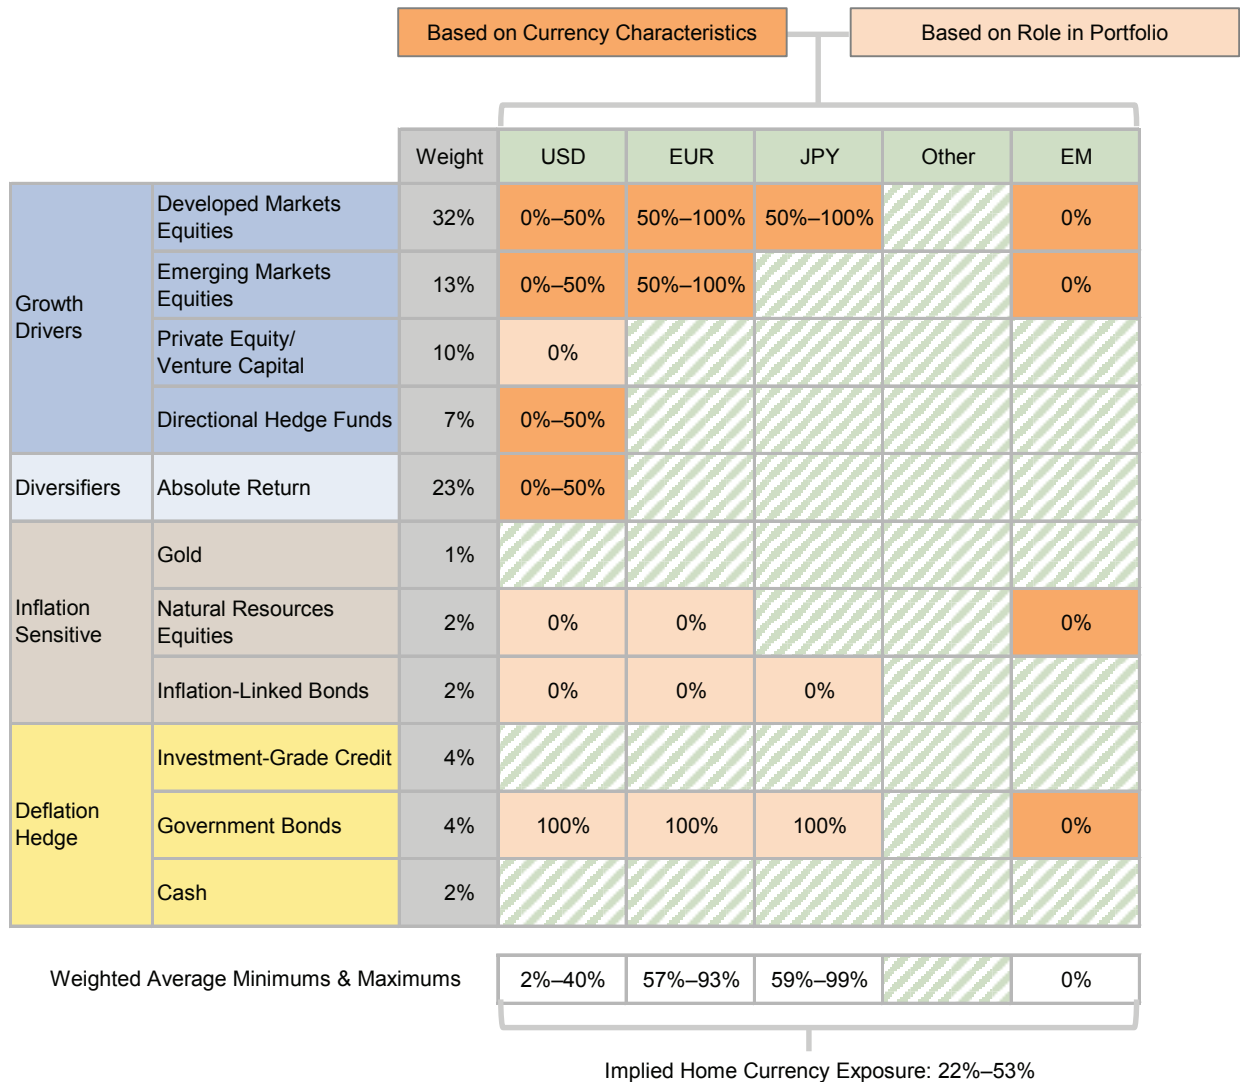 Based on Currency Characteristics
Based on Role in Portfolio
Weight USD EUR JPY Other EM
Growth
Drivers
Developed Markets
Equities
32% 0%–50% 50%–100% 50%–100% 0%
Emerging Markets
Equities
13% 0%–50% 50%–100% 0%
Private Equity/
Venture Capital
10% 0%
Directional Hedge Funds 7% 0%–50%
Diversifiers Absolute Return 23% 0%–50%
Inflation
Sensitive
Gold 1%
Natural Resources
Equities
2% 0% 0% 0%
Inflation-Linked Bonds 2% 0% 0% 0%
Deflation
Hedge
Investment-Grade Credit 4%
Government Bonds 4% 100% 100% 100% 0%
Cash 2%
Weighted Average Minimums & Maximums 2%–40% 57%–93% 59%–99% 0%
Implied Home Currency Exposure: 22%–53%